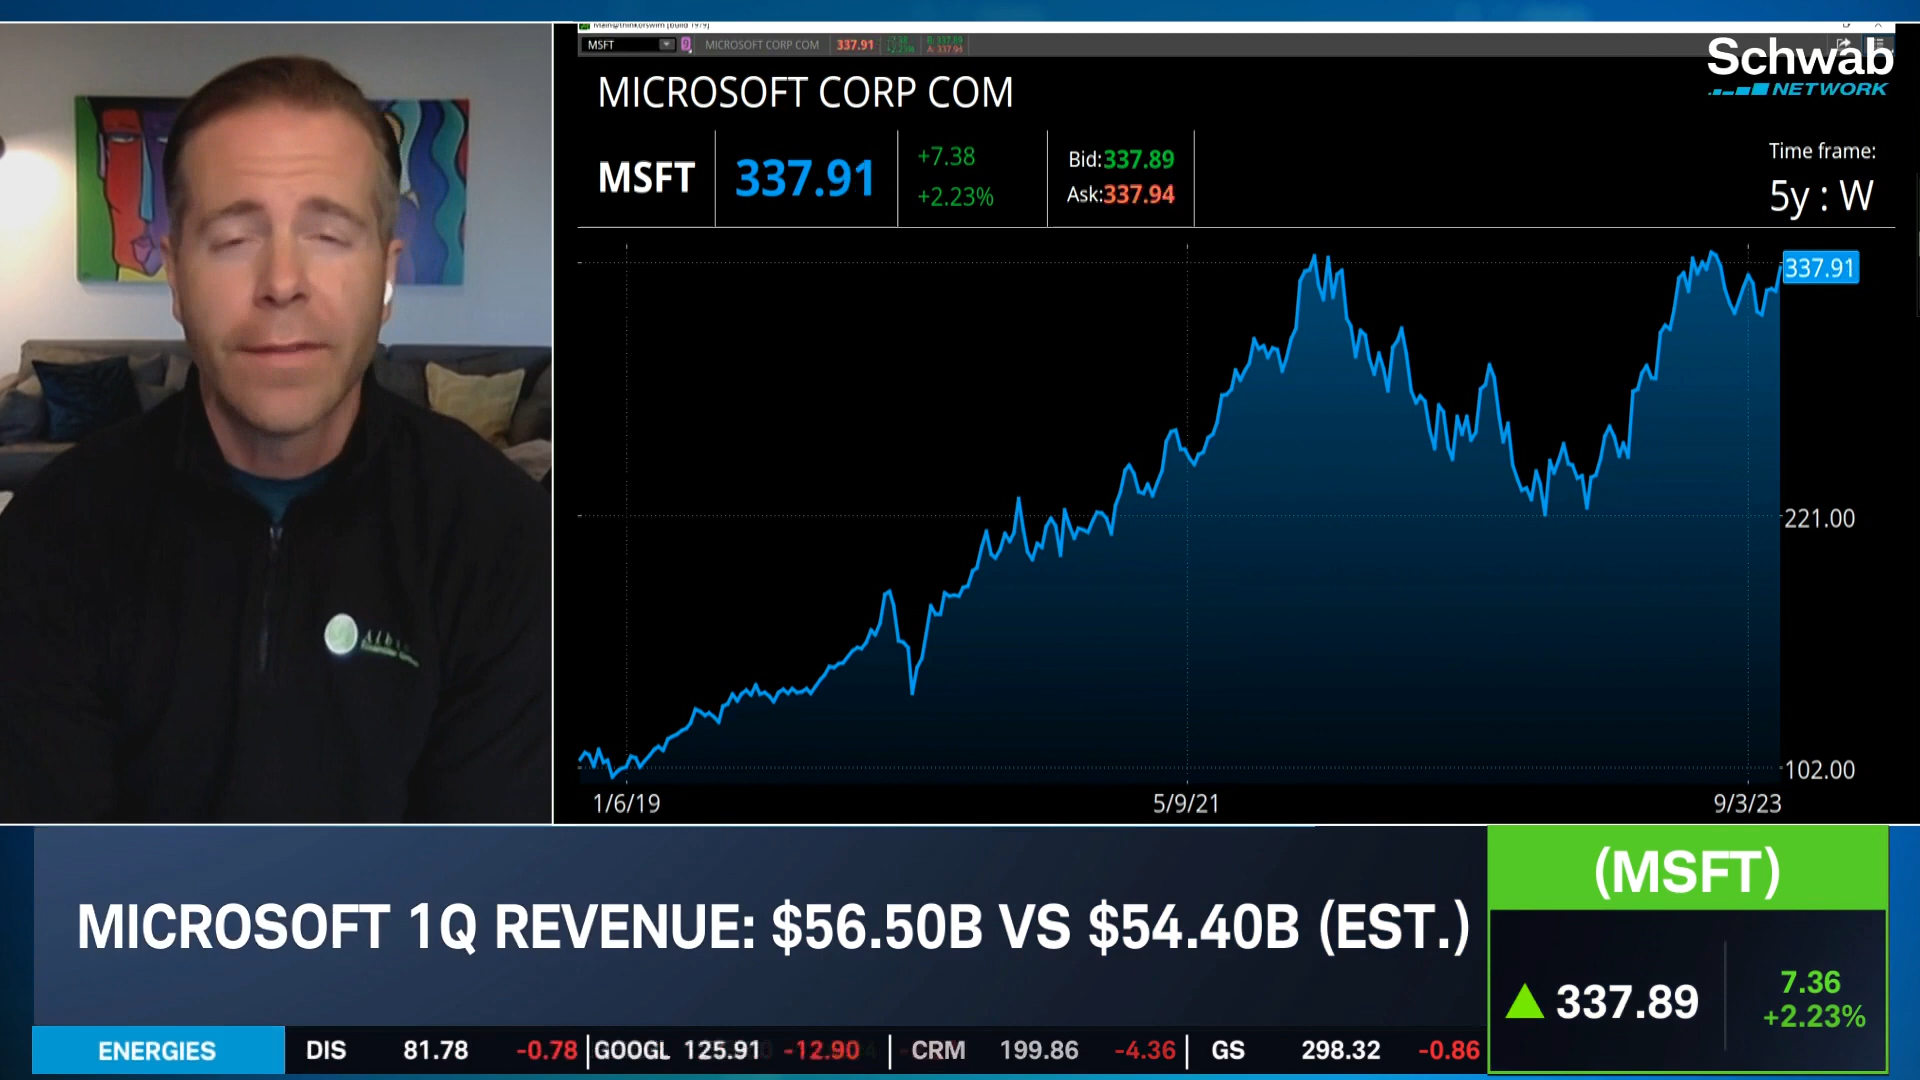 MSFT
MICROSOFT CORP COM
337.91
Schwab
NETWORK
MICROSOFT CORP COM
MSFT
337.91
+7.38
+2.23%
Bid:337.89
Ask:337.94
Time frame:
5y : W
337.91
221.00
102.00
1/6/19
5/9/21
9/3/23
MICROSOFT 1Q REVENUE: $56.50B VS $54.40B (EST.)
(MSFT)
337.89
7.36
+2.23%
ENERGIES
DIS 81.78 -0.78
GOOGL 125.91 -12.90
CRM 199.86 -4.36
GS 298.32 -0.86